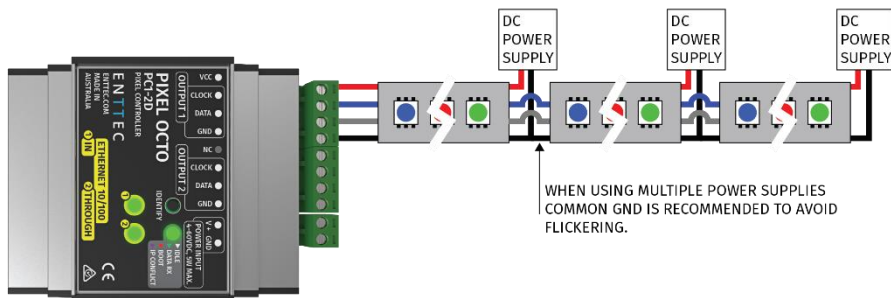 DC
POWER
SUPPLY
DC
POWER
SUPPLY
DC
POWER
SUPPLY
WHEN USING MULTIPLE POWER SUPPLIES
COMMON GND IS RECOMMENDED TO AVOID
FLICKERING.
ENTTEC
ENTTEC.COM
MADE IN
AUSTRALIA
PIXEL OCTO
PC1-2D
PIXEL CONTROLLER
ETHERNET 10/100
1 IN
2 THROUGH
OUTPUT 1
VCC
CLOCK
DATA
GND
NC
OUTPUT 2
CLOCK
DATA
GND
IDENTIFY
1
2
POWER INPUT
4-60VDC, 5W MAX.
V+
GND
IDLE
DATA RX
BOOT
IP CONFLICT
CE